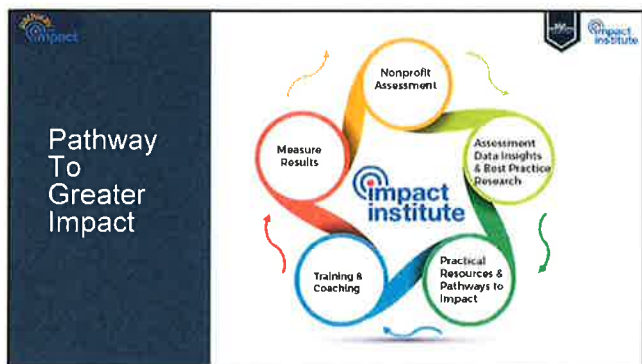 pathway
impact
impact
institute
Pathway
To
Greater
Impact
Nonprofit
Assessment
Measure
Results
Assessment
Data Insights
& Best Practice
Research
impact
institute
Training &
Coaching
Practical
Resources &
Pathways to
Impact